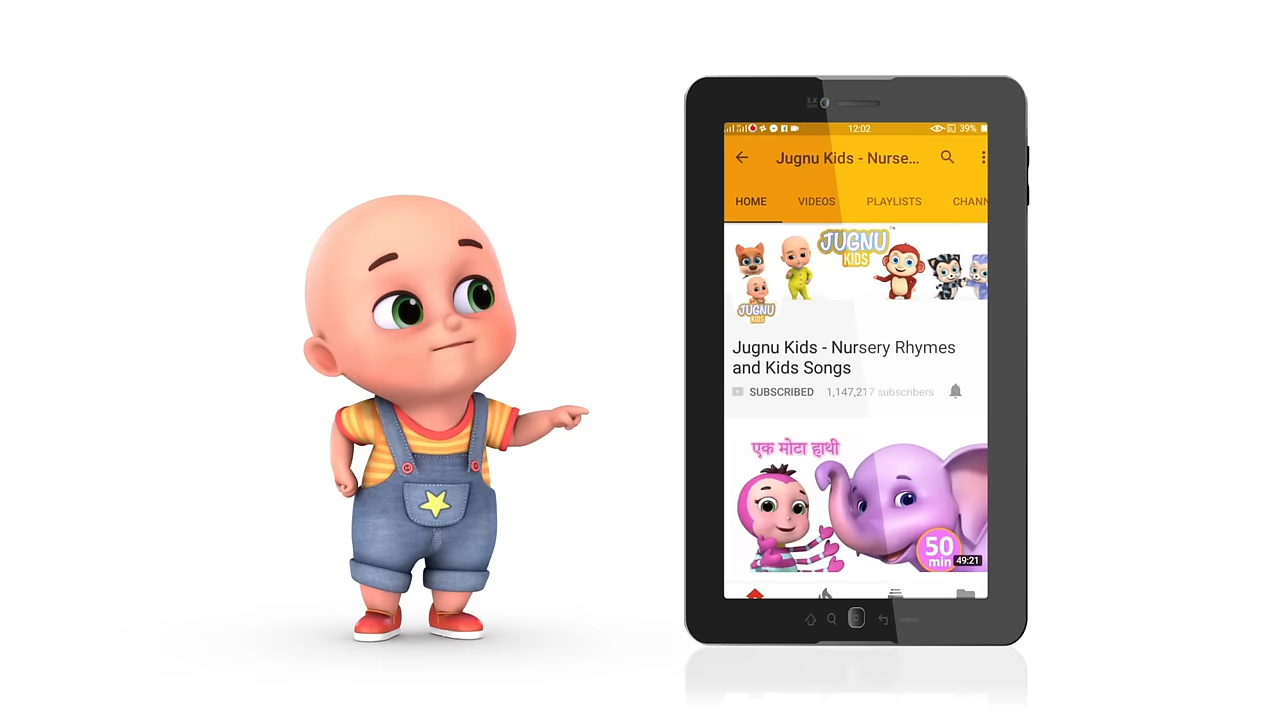 12:02
39%
Jugnu Kids - Nurse...
HOME VIDEOS PLAYLISTS CHANN
JUGNU
KIDS
™
JUGNU
KIDS
Jugnu Kids - Nursery Rhymes
and Kids Songs
SUBSCRIBED 1,147,217 subscribers
एक मोटा हाथी
50
min
49:21